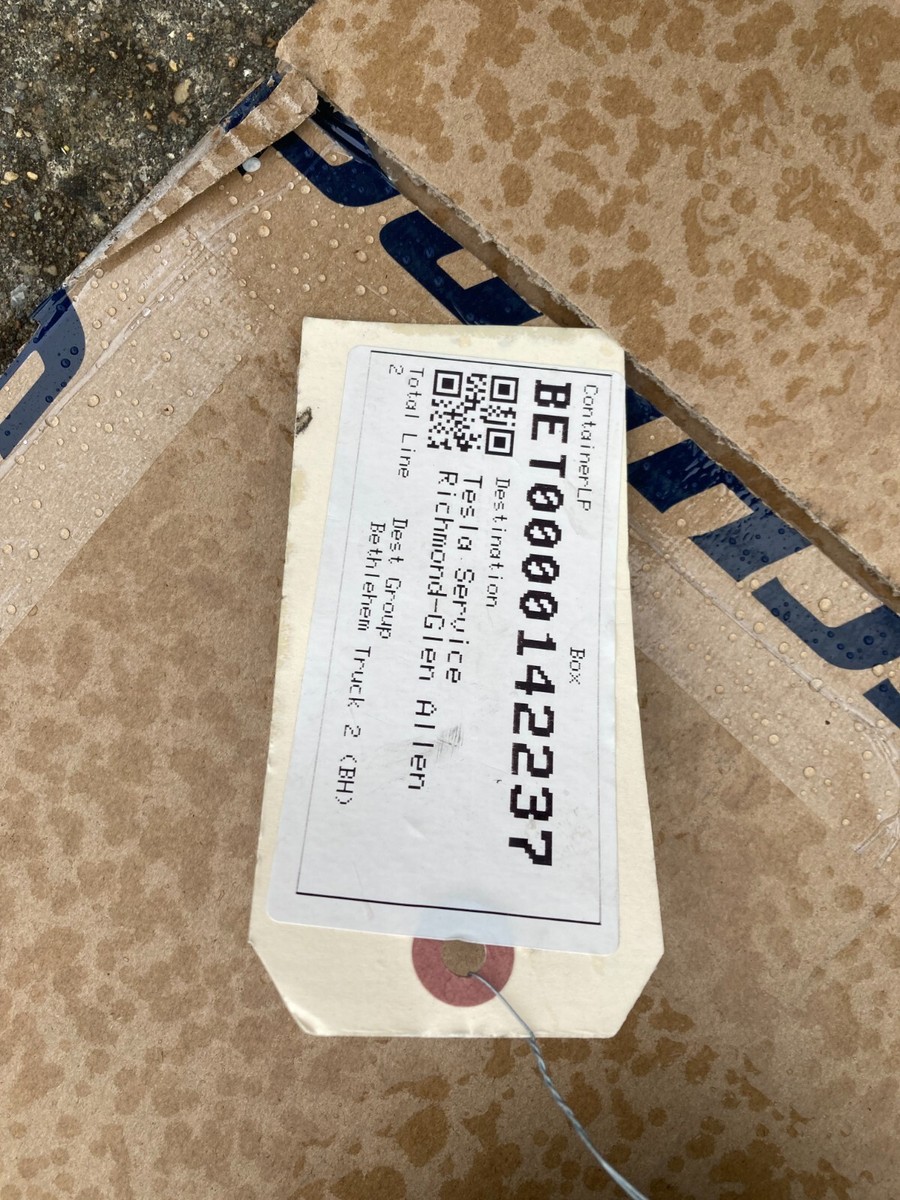 ContainerLP Box
BET0000142237
Destination
Tesla Service
Richmond-Glen Allen
Total Line
2
Dest Group
Bethlehem Truck 2 (BH)